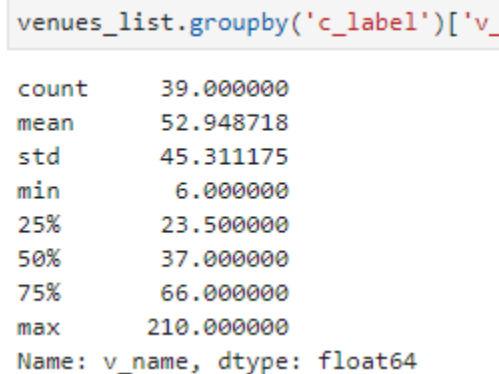 venues_list.groupby('c_label')['v_
count 39.000000
mean 52.948718
std 45.311175
min 6.000000
25% 23.500000
50% 37.000000
75% 66.000000
max 210.000000
Name: v_name, dtype: float64